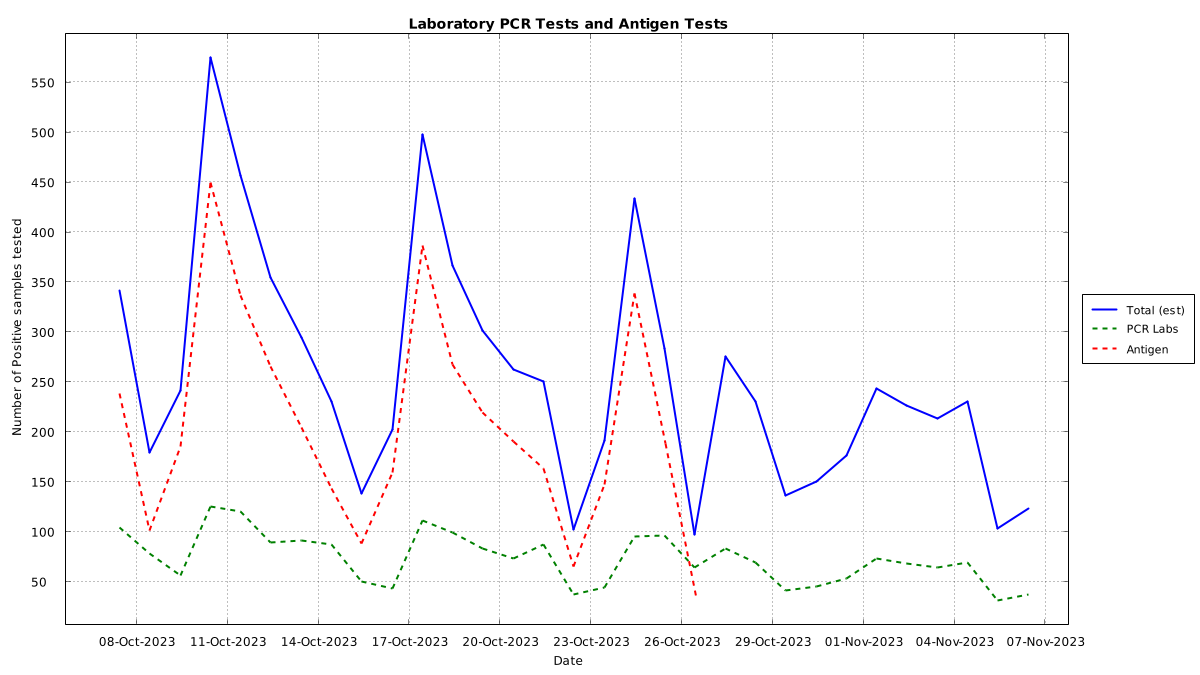 Laboratory PCR Tests and Antigen Tests
Number of Positive samples tested
550
500
450
400
350
300
250
200
150
100
50
08-Oct-2023 11-Oct-2023 14-Oct-2023 17-Oct-2023 20-Oct-2023 23-Oct-2023 26-Oct-2023 29-Oct-2023 01-Nov-2023 04-Nov-2023 07-Nov-2023
Date
Total (est)
PCR Labs
Antigen